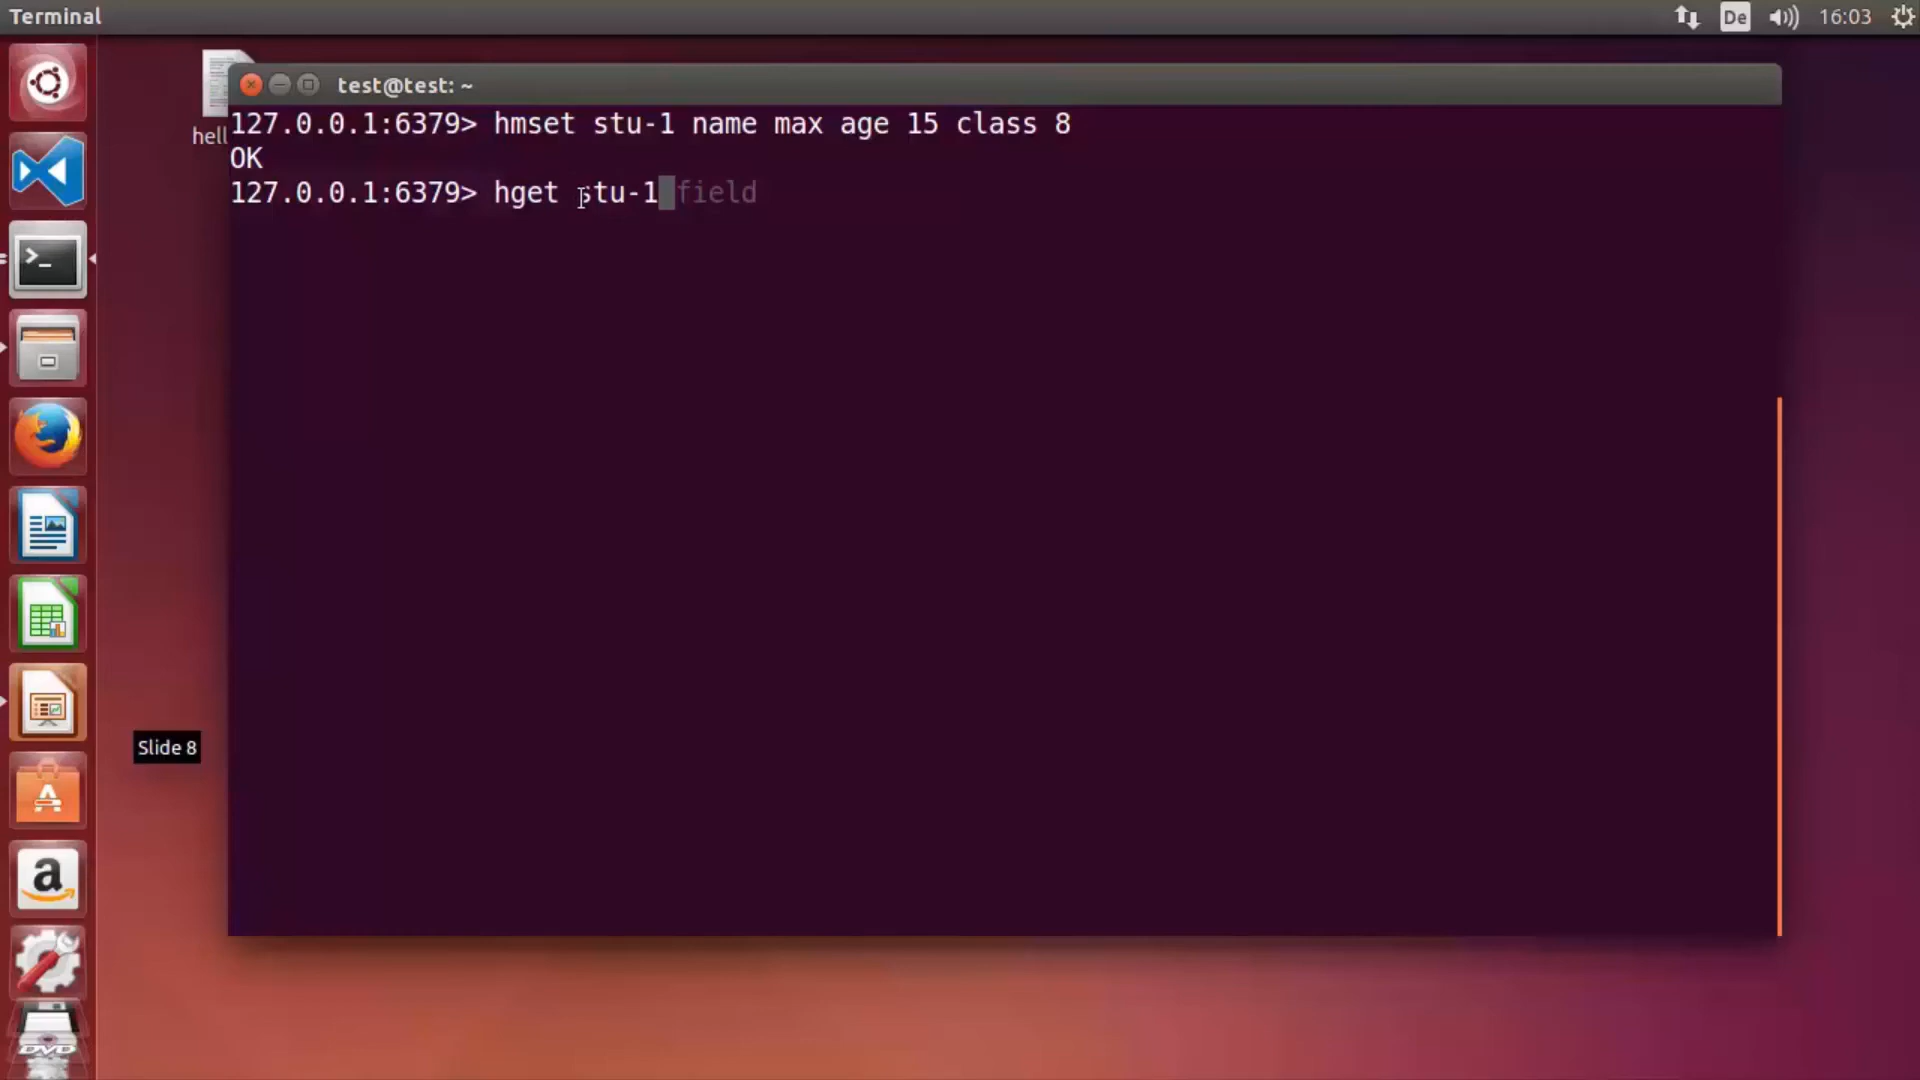 Terminal
De
16:03
test@test: ~
hell
127.0.0.1:6379> hmset stu-1 name max age 15 class 8
OK
127.0.0.1:6379> hget stu-1 field
Slide 8
DVD